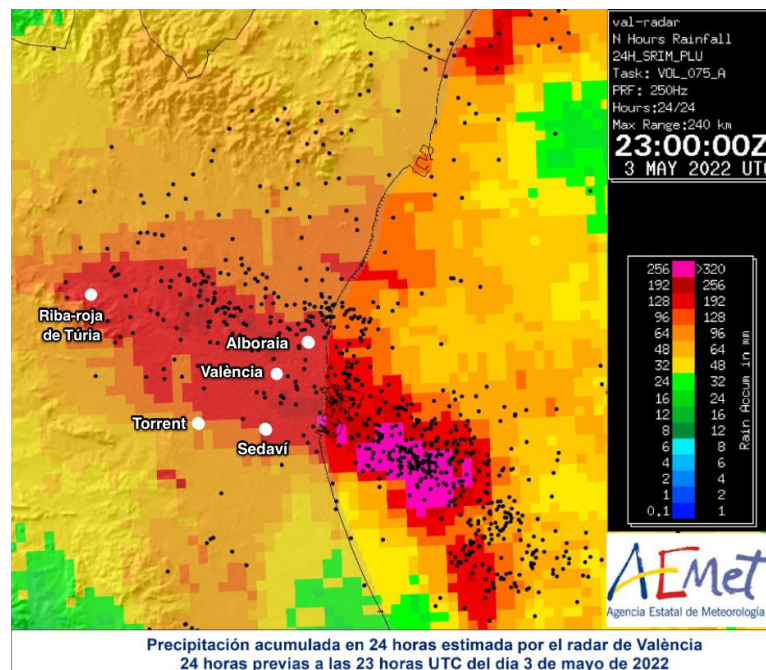 val-radar
N Hours Rainfall
24H_SRIM_PLU
Task: VOL_075_A
PRF: 250Hz
Hours:24/24
Max Range:240 km
23:00:00Z
3 MAY 2022 UTC
Riba-roja
de Túria
Alboraia
València
Torrent
Sedaví
256 >320
192 256
128 192
96 128
64 96
48 64
32 48
24 32
16 24
12 16
8 12
6 8
4 6
2 4
1 2
0.1 1
Rain Accum in mm
AEMet
Agencia Estatal de Meteorología
Precipitación acumulada en 24 horas estimada por el radar de València
24 horas previas a las 23 horas UTC del día 3 de mayo de 2022